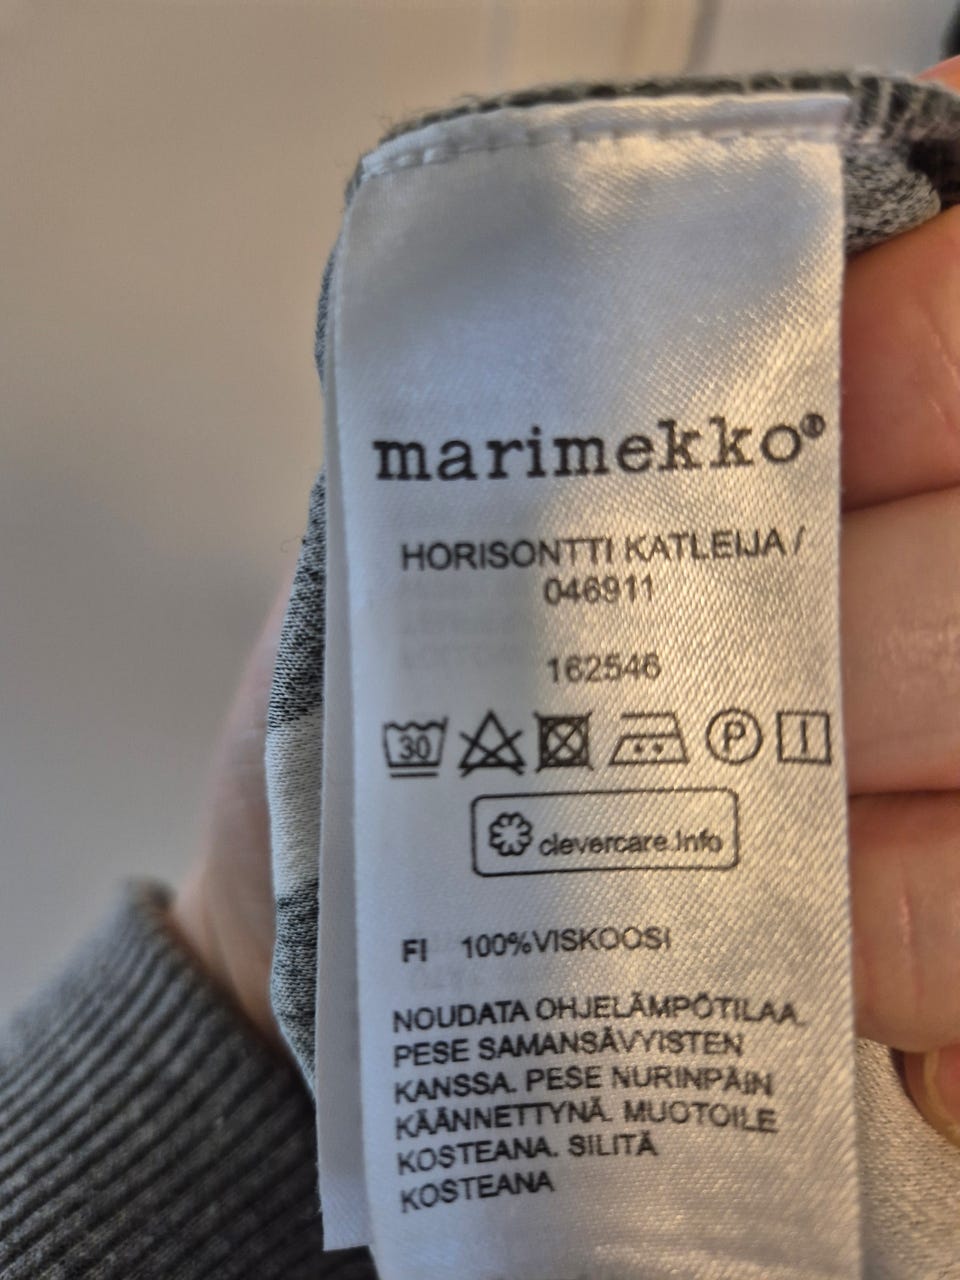 marimekko®
HORISONTTI KATLEIJA /
046911
162546
30
P
clevercare.info
FI 100%VISKOOSI
NOUDATA OHJELÄMPÖTILAA.
PESE SAMANSÄVYISTEN
KANSSA. PESE NURINPÄIN
KÄÄNNETTYNÄ. MUOTOILE
KOSTEANA. SILITÄ
KOSTEANA